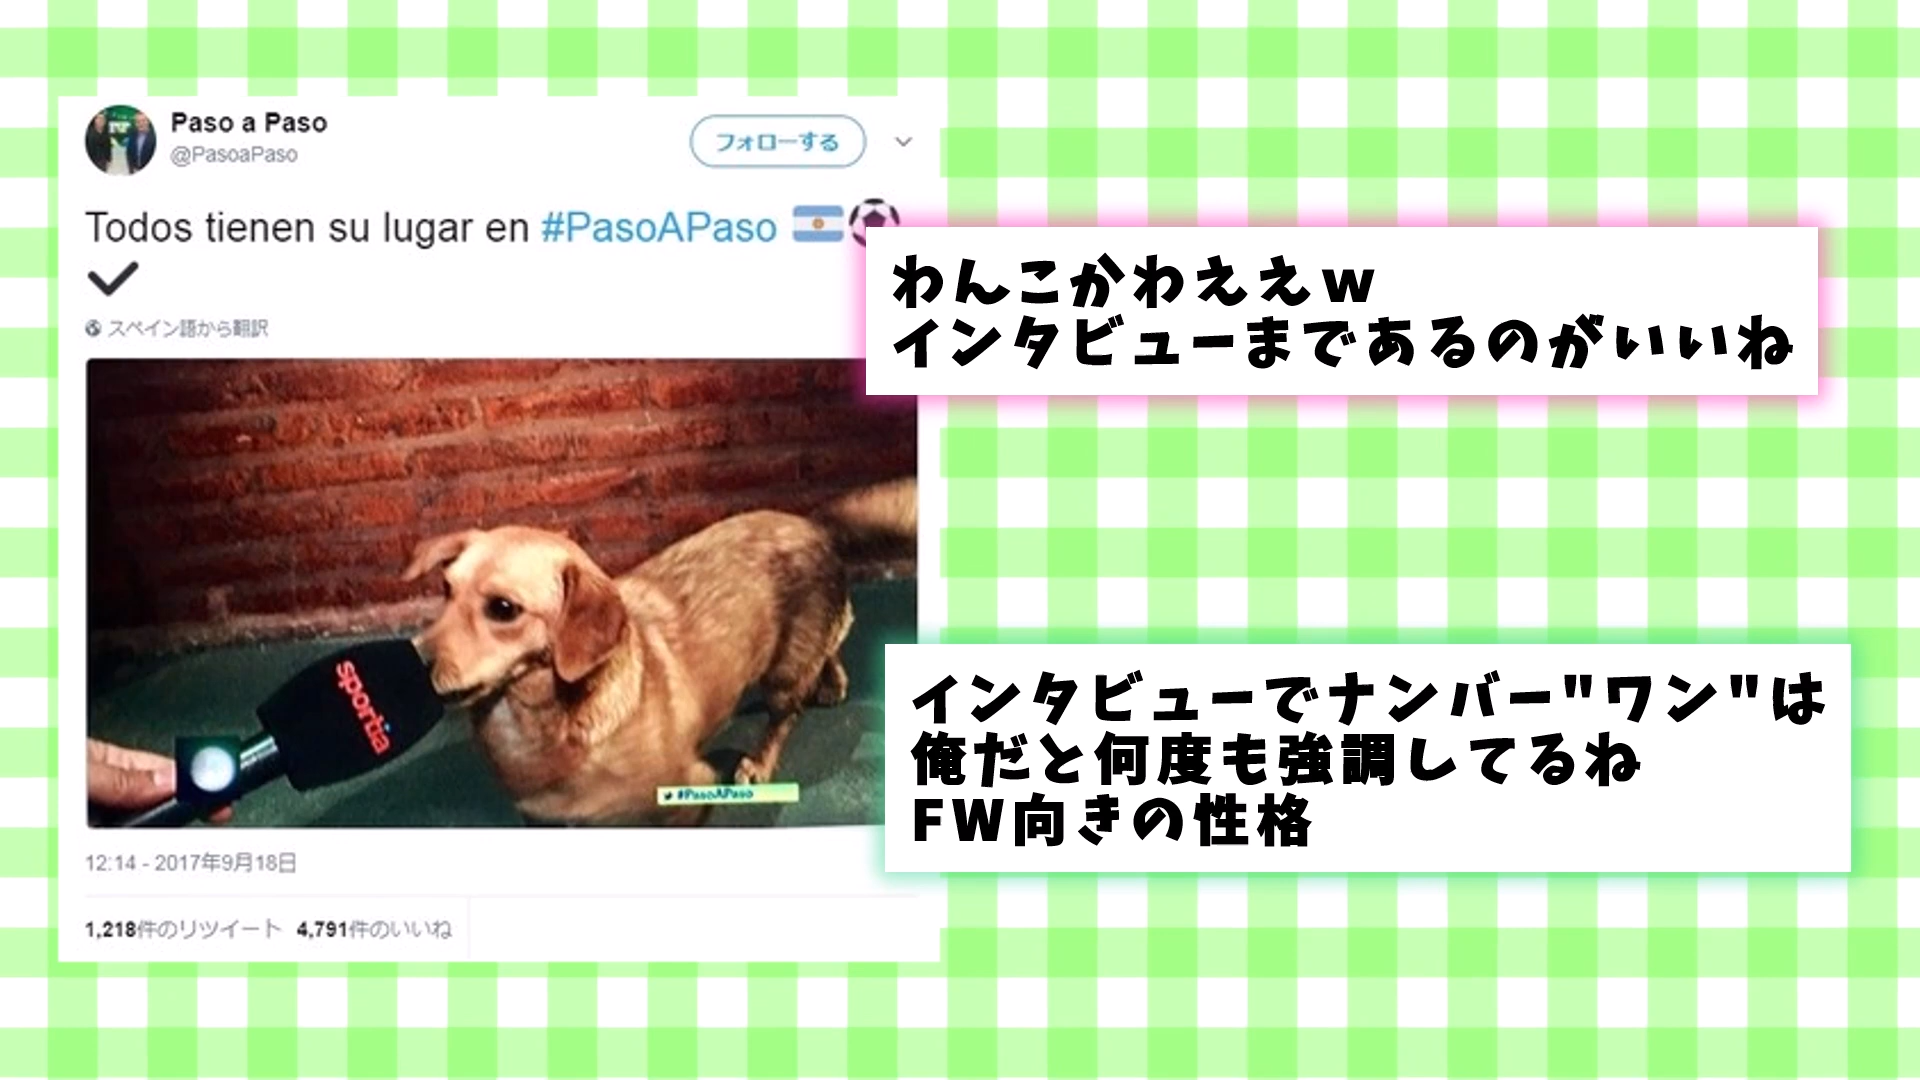 Paso a Paso
@PasoaPaso
フォローする
Todos tienen su lugar en #PasoAPaso
スペイン語から翻訳
sportia
#PasoAPaso
12:14 - 2017年9月18日
1,218件のリツイート 4,791件のいいね
わんこかわええw
インタビューまであるのがいいね
インタビューでナンバー"ワン"は
俺だと何度も強調してるね
FW向きの性格